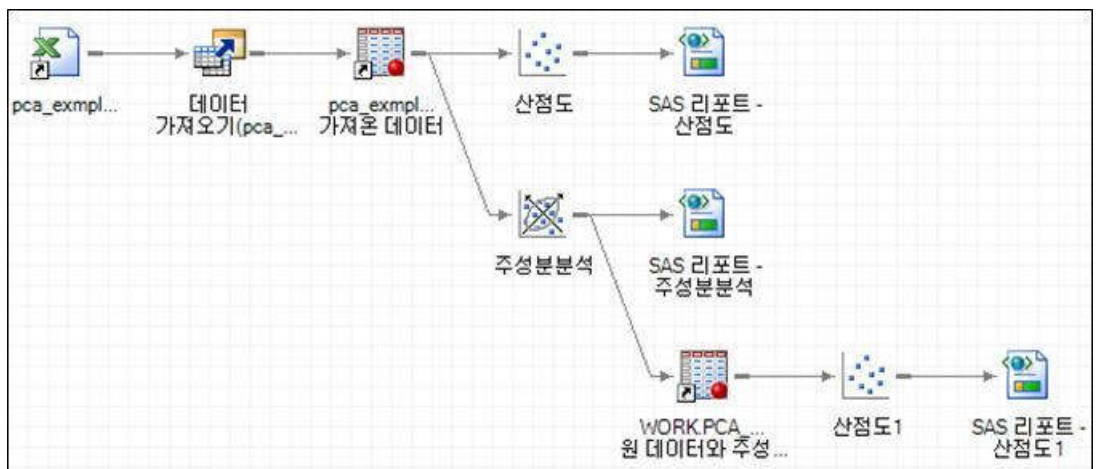 pca_exmpl...
데이터
가져오기(pca_...
pca_exmpl...
가져온 데이터
산점도
SAS 리포트 -
산점도
주성분분석
SAS 리포트 -
주성분분석
WORK.PCA_...
원 데이터와 주성...
산점도1
SAS 리포트 -
산점도1